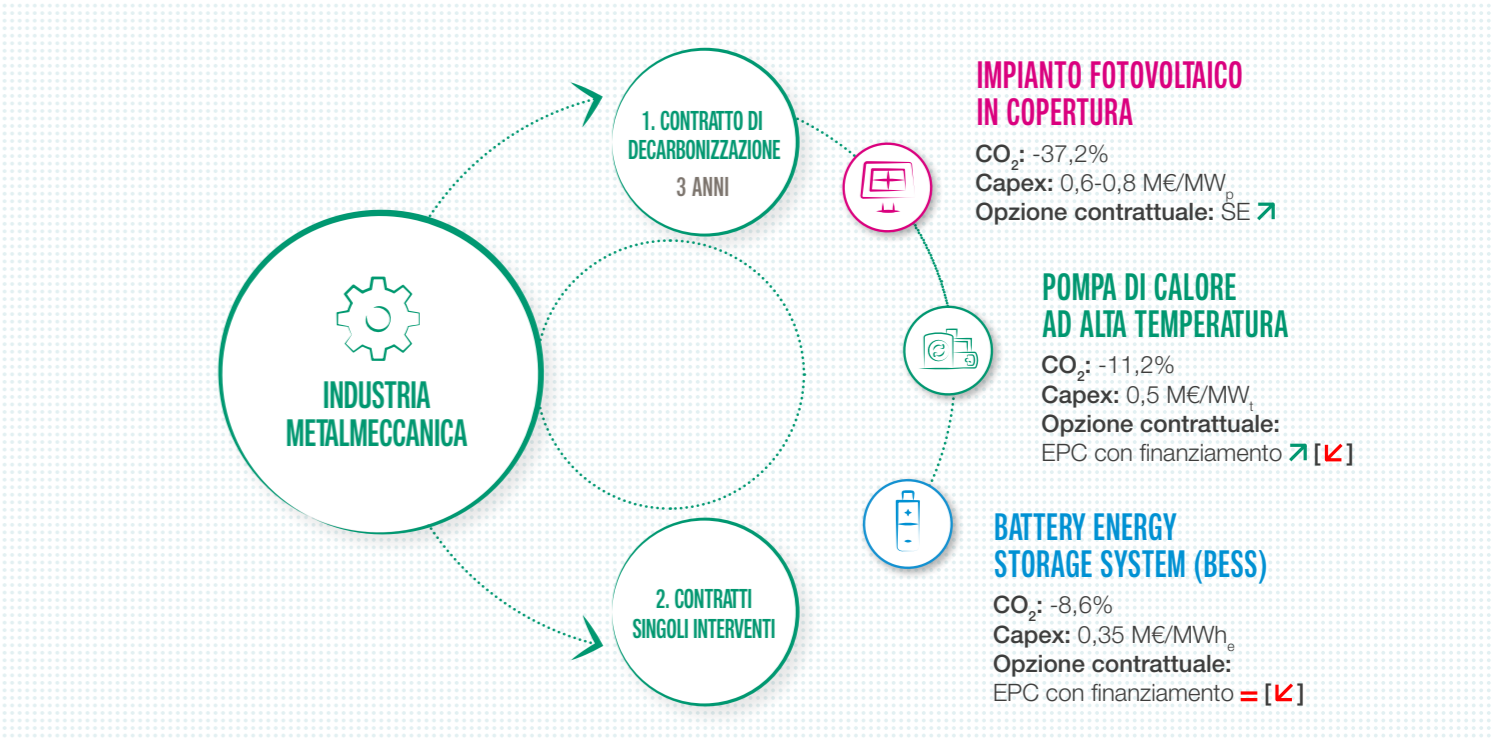 INDUSTRIA
METALMECCANICA
1. CONTRATTO DI
DECARBONIZZAZIONE
3 ANNI
2. CONTRATTI
SINGOLI INTERVENTI
IMPIANTO FOTOVOLTAICO
IN COPERTURA
CO₂: -37,2%
Capex: 0,6-0,8 M€/MWₚ
Opzione contrattuale: SE ↗
POMPA DI CALORE
AD ALTA TEMPERATURA
CO₂: -11,2%
Capex: 0,5 M€/MWₜ
Opzione contrattuale:
EPC con finanziamento ↗ [↙]
BATTERY ENERGY
STORAGE SYSTEM (BESS)
CO₂: -8,6%
Capex: 0,35 M€/MWhₑ
Opzione contrattuale:
EPC con finanziamento = [↙]